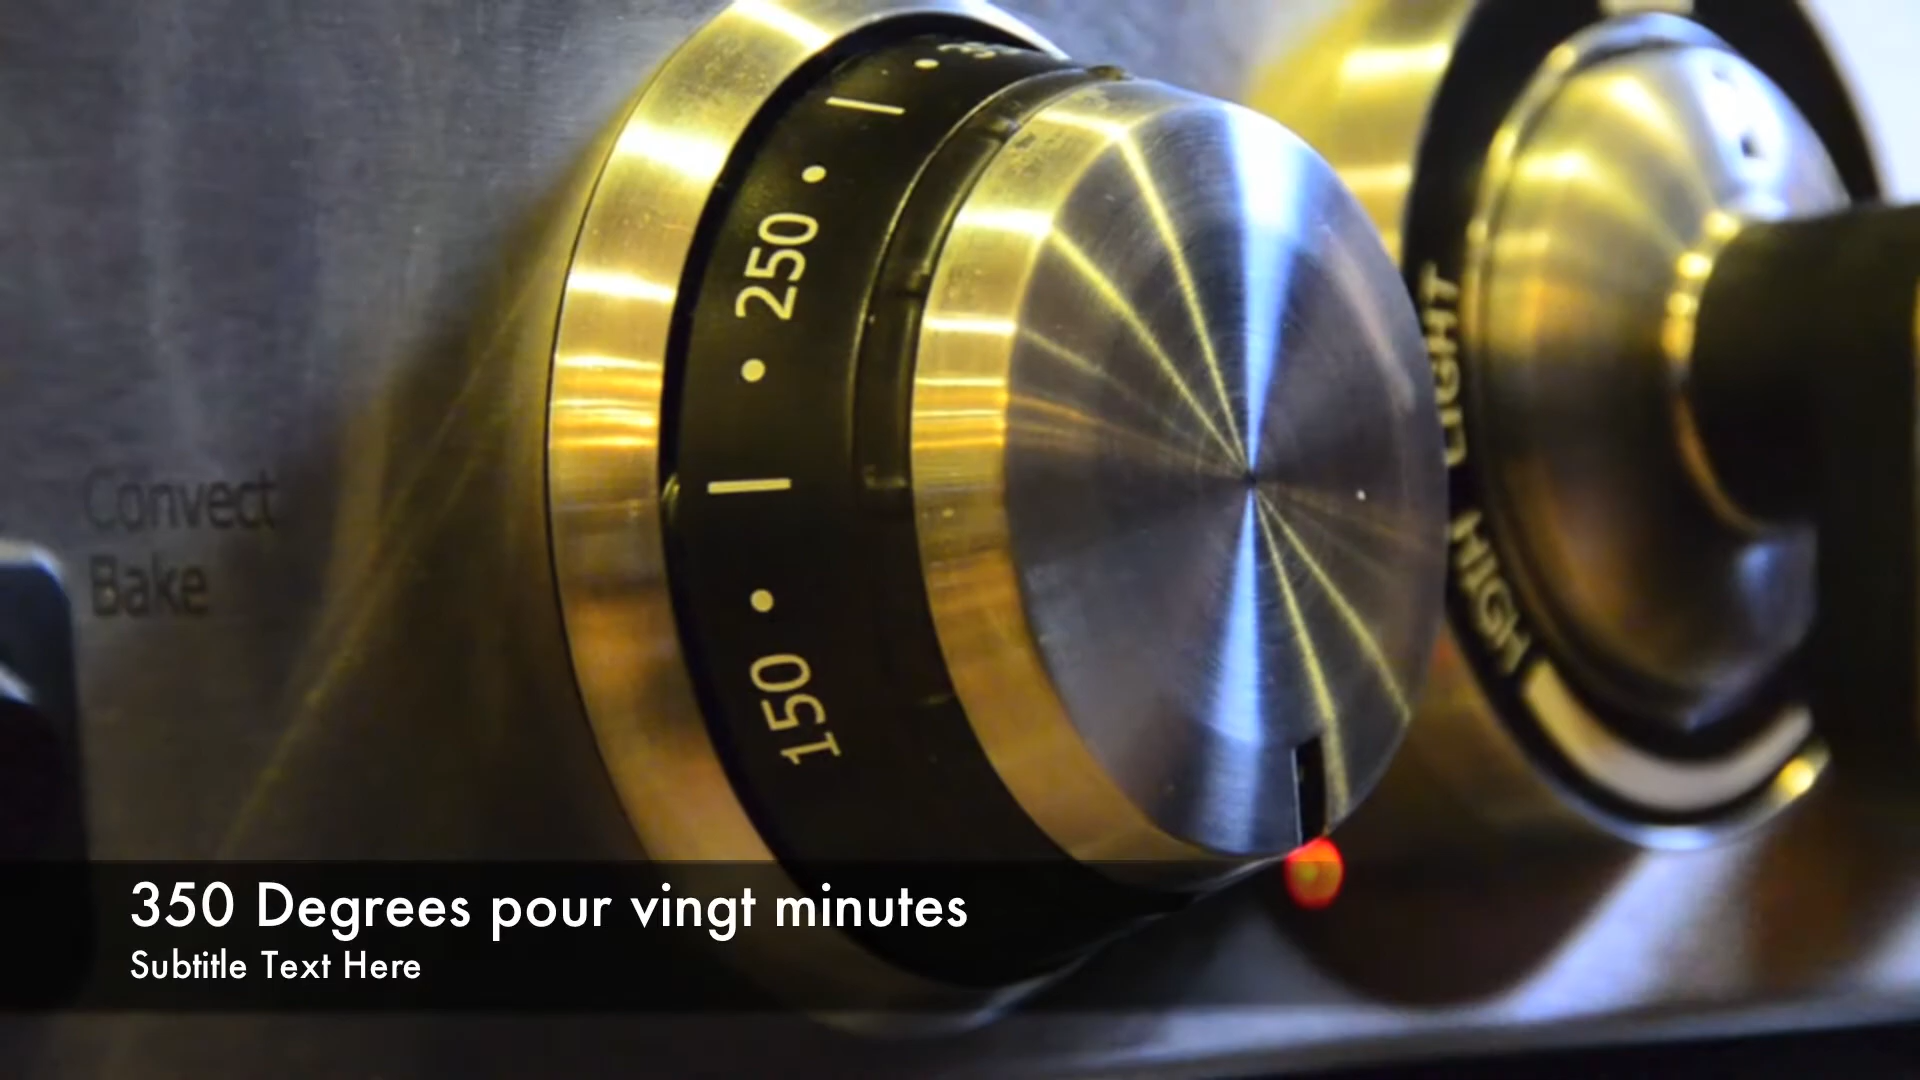 250
150
Convect
Bake
LIGHT
HIGH
350 Degrees pour vingt minutes
Subtitle Text Here